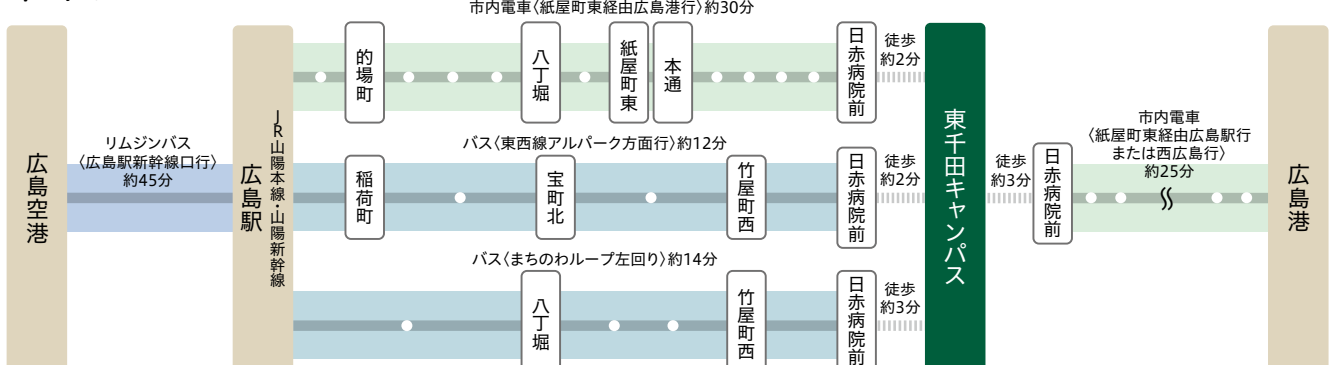 市内電車〈紙屋町東経由広島港行〉約30分
広島空港
リムジンバス
〈広島駅新幹線口行〉
約45分
広島駅
JR山陽本線・山陽新幹線
的場町
八丁堀
紙屋町東
本通
日赤病院前
徒歩
約2分
バス〈東西線アルパーク方面行〉約12分
稲荷町
宝町北
竹屋町西
日赤病院前
徒歩
約2分
バス〈まちのわループ左回り〉約14分
八丁堀
竹屋町西
日赤病院前
徒歩
約3分
東千田キャンパス
徒歩
約3分
日赤病院前
市内電車
〈紙屋町東経由広島駅行
または西広島行〉
約25分
広島港